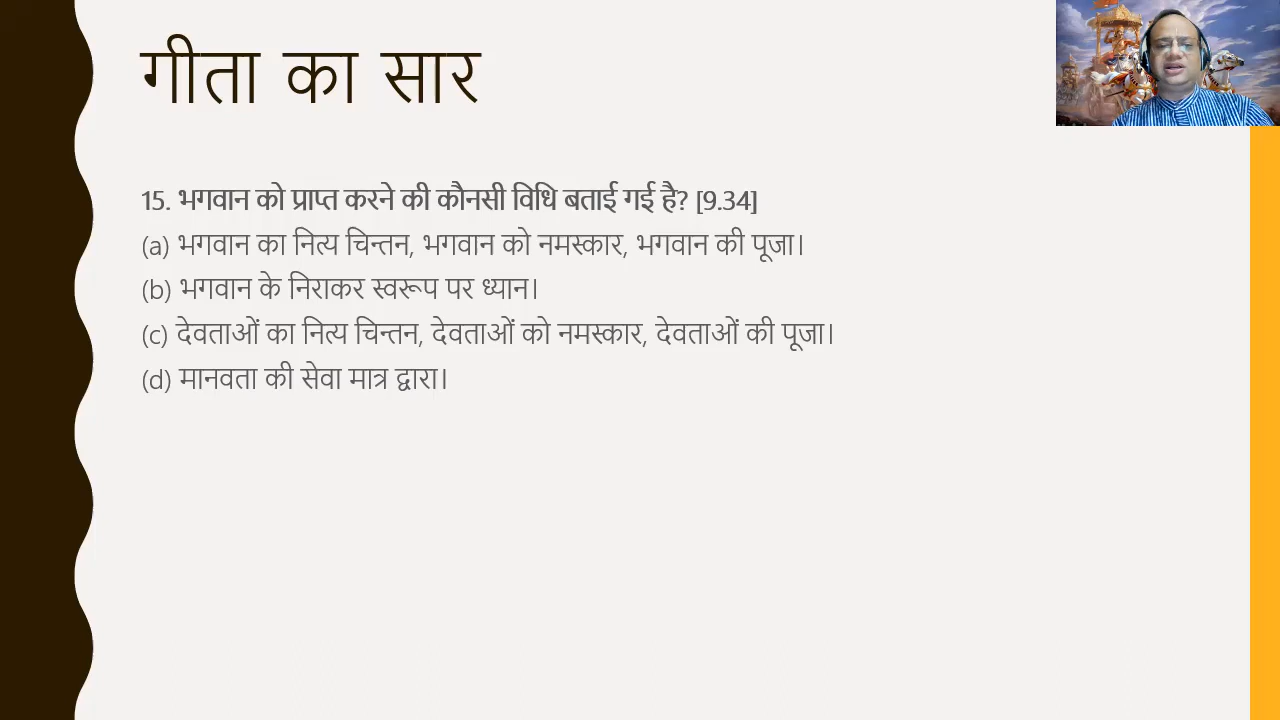 गीता का सार
15. भगवान को प्राप्त करने की कौनसी विधि बताई गई है? [9.34]
(a) भगवान का नित्य चिन्तन, भगवान को नमस्कार, भगवान की पूजा।
(b) भगवान के निराकर स्वरूप पर ध्यान।
(c) देवताओं का नित्य चिन्तन, देवताओं को नमस्कार, देवताओं की पूजा।
(d) मानवता की सेवा मात्र द्वारा।